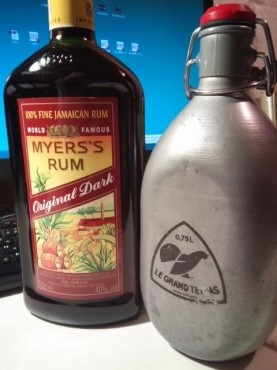 100% FINE JAMAICAN RUM
WORLD FAMOUS
MYERS'S
RUM
Original Dark
0,75L
LE GRAND TETRAS